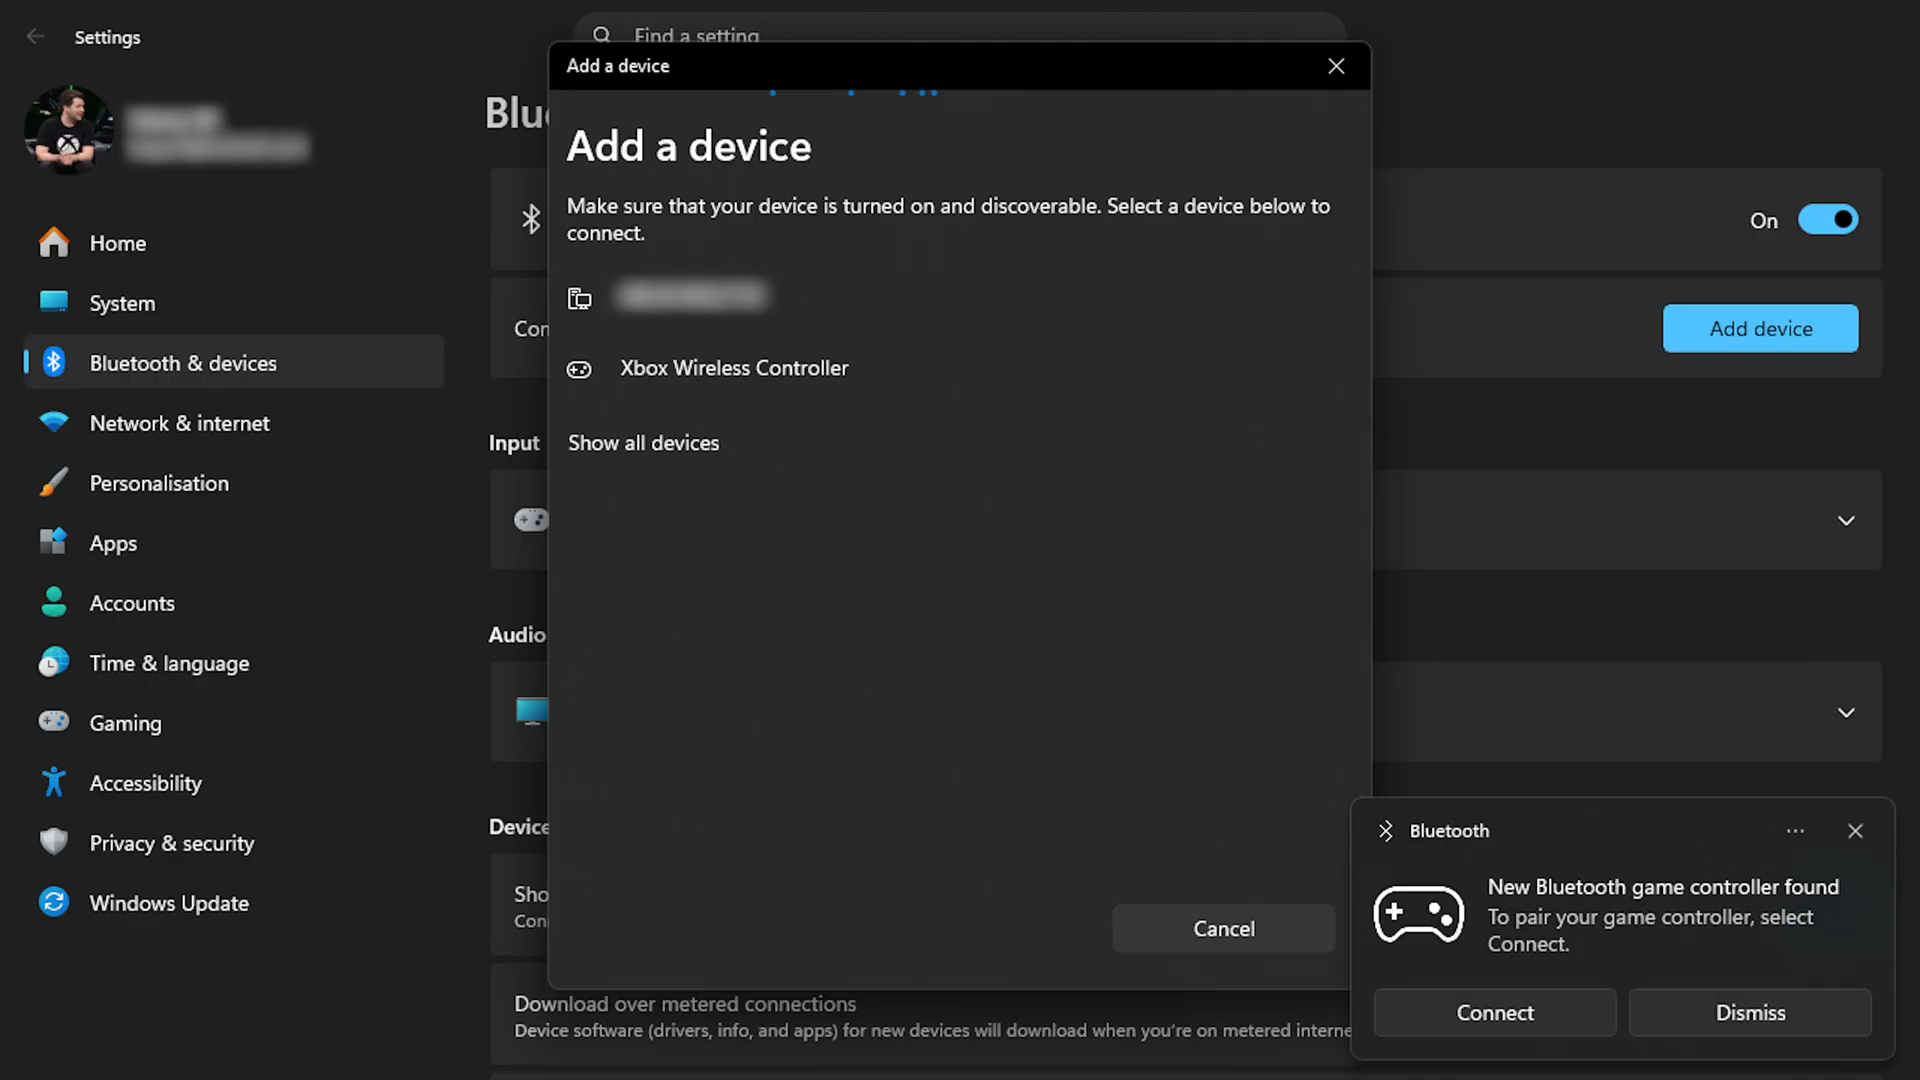 Settings
Find a setting
Add a device
Blu
Add a device
Make sure that your device is turned on and discoverable. Select a device below to
connect.
On
Home
System
Con
Add device
Bluetooth & devices
Xbox Wireless Controller
Network & internet
Input
Show all devices
Personalisation
Apps
Accounts
Audio
Time & language
Gaming
Accessibility
Device
Bluetooth
Privacy & security
Sho
Con
New Bluetooth game controller found
To pair your game controller, select
Connect.
Windows Update
Cancel
Download over metered connections
Device software (drivers, info, and apps) for new devices will download when you're on metered interne
Connect
Dismiss